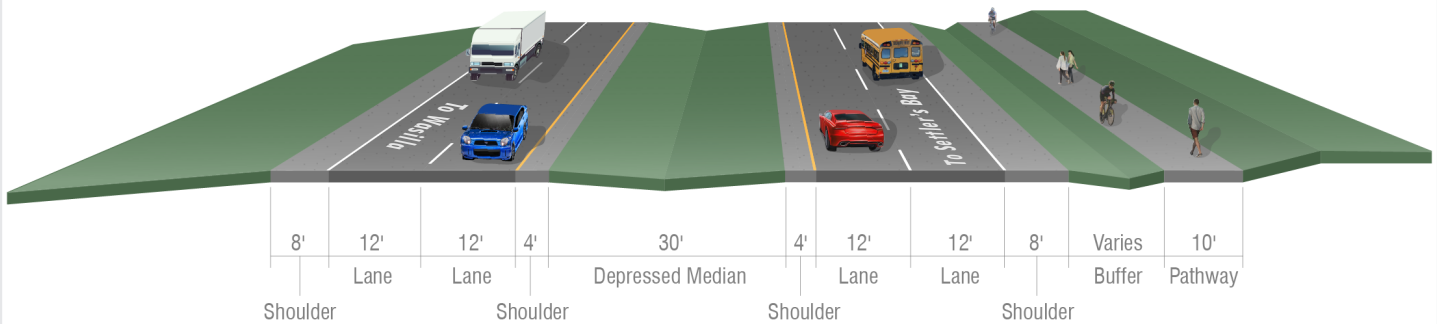 To Wasilla
To Settler's Bay
8' 12' 12' 4' 30' 4' 12' 12' 8' Varies 10'
Lane Lane Depressed Median Lane Lane Buffer Pathway
Shoulder Shoulder Shoulder Shoulder